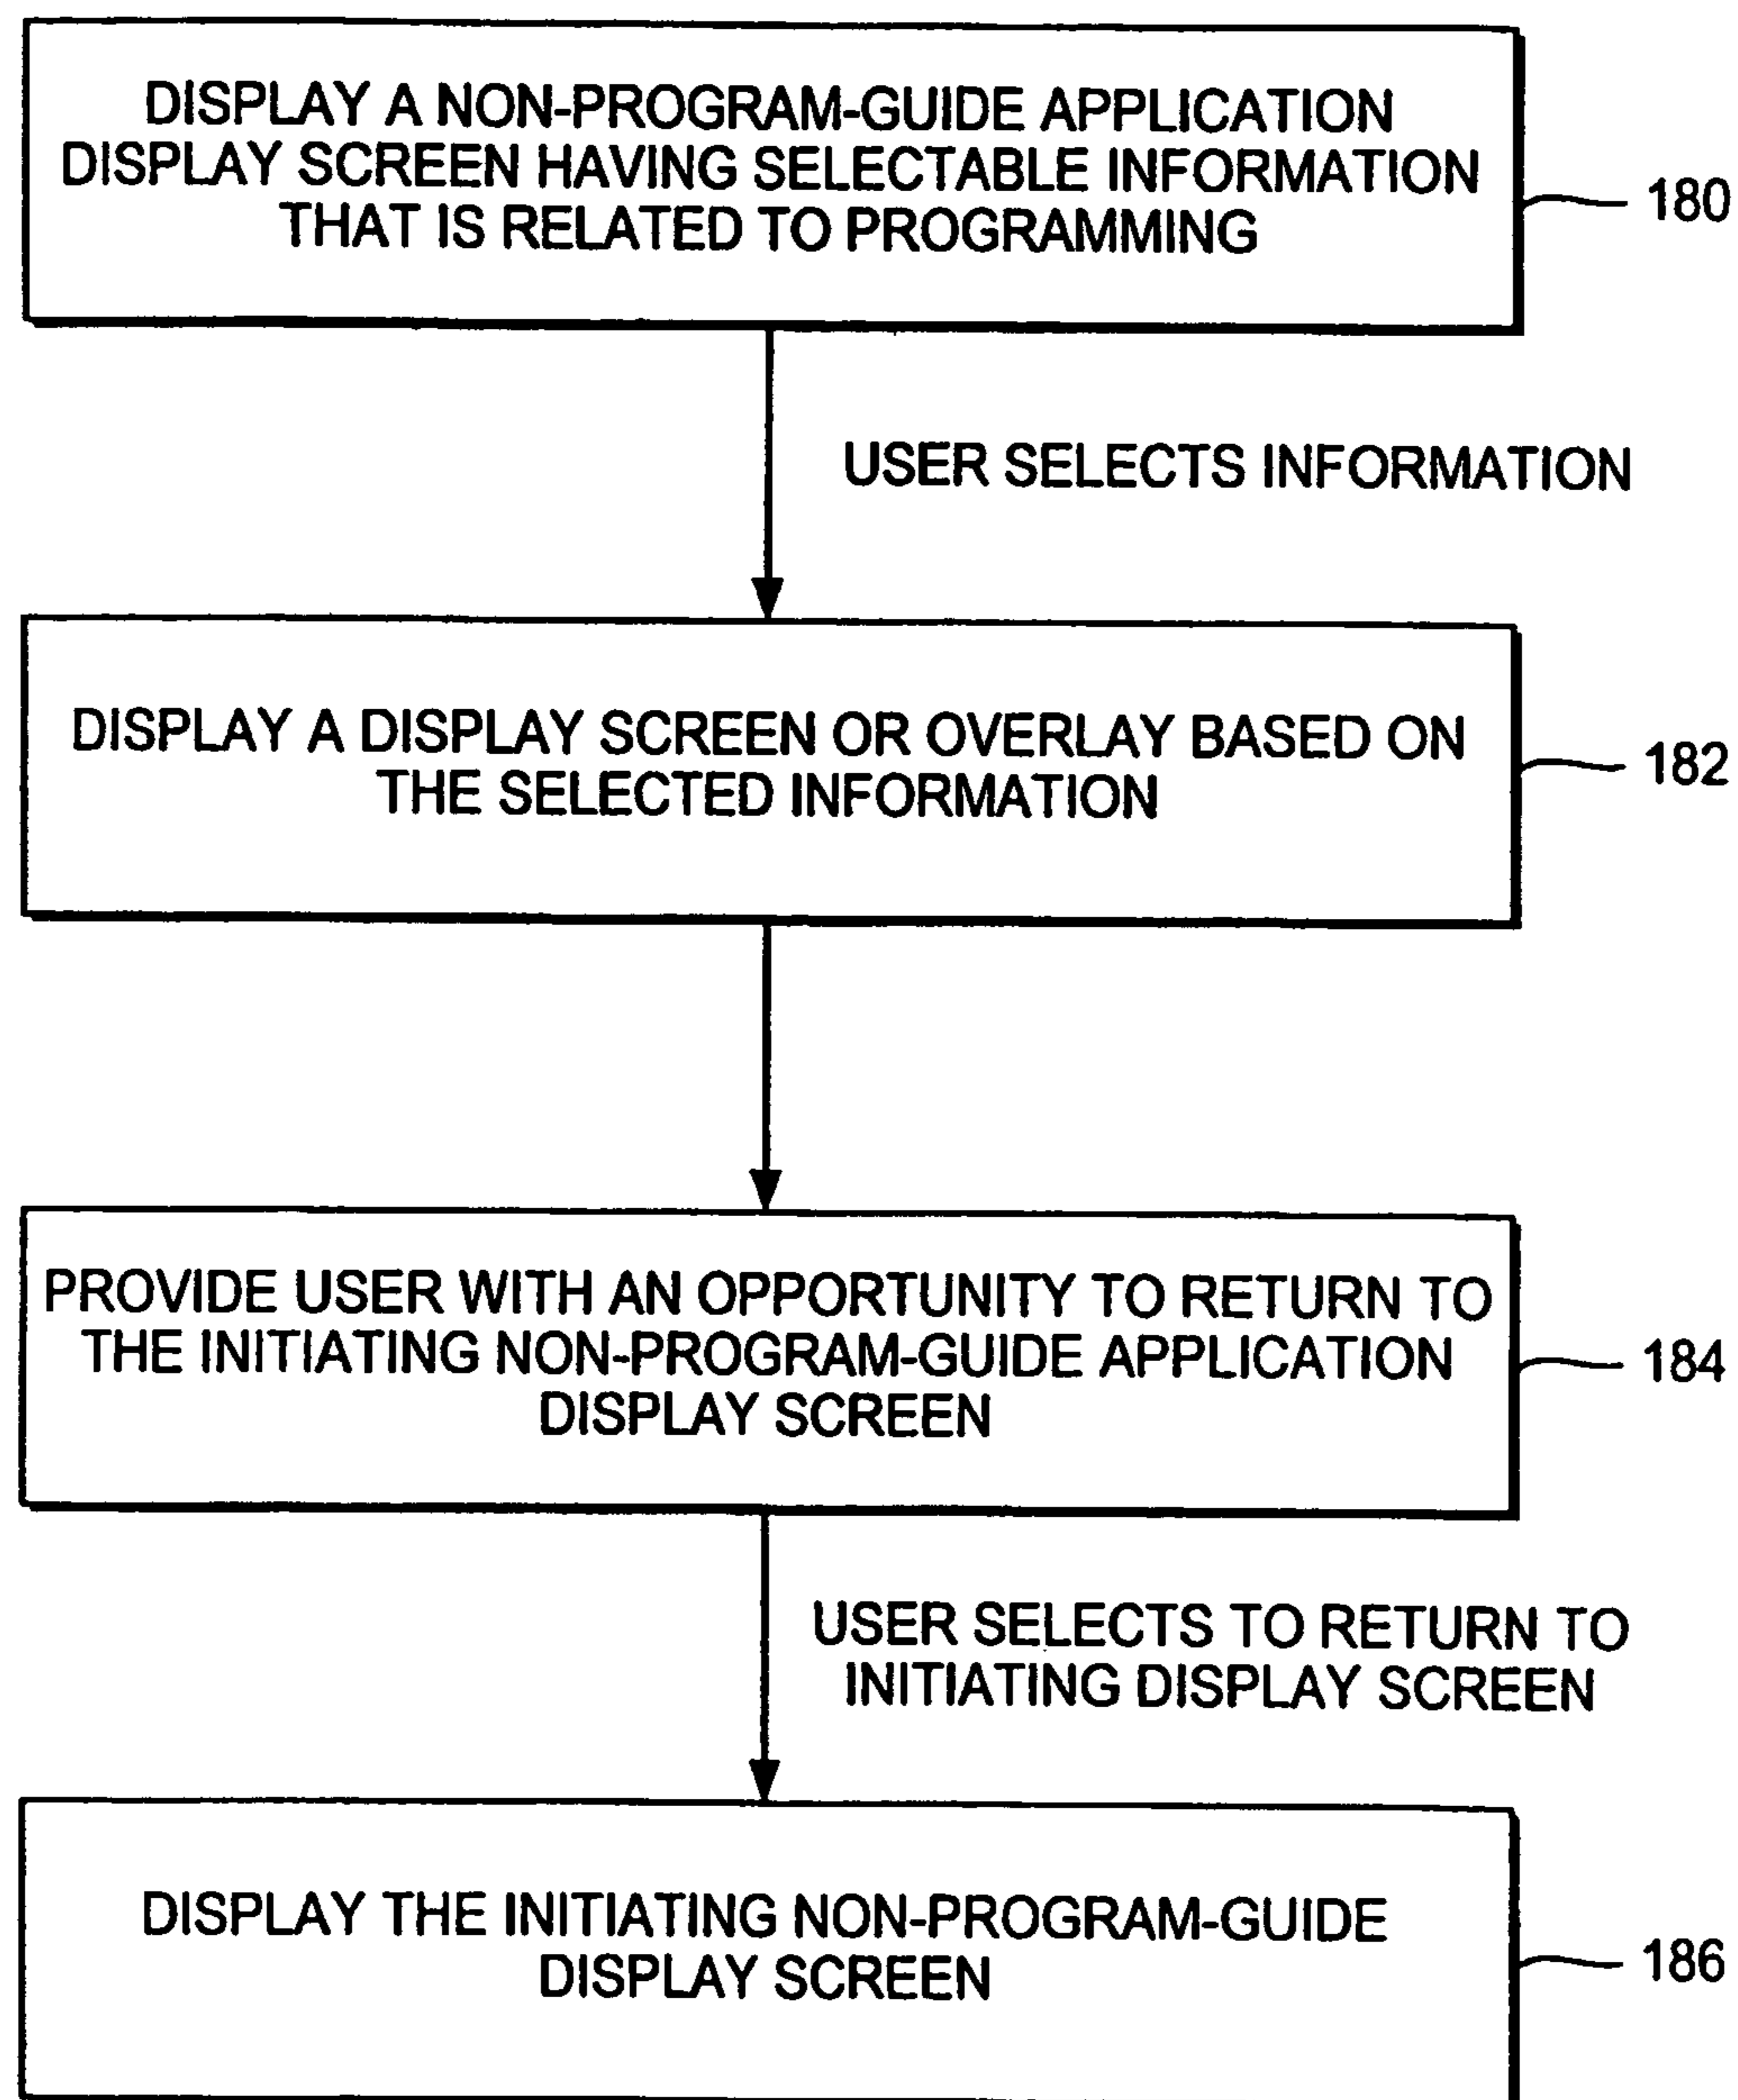 DISPLAY A NON-PROGRAM-GUIDE APPLICATION
DISPLAY SCREEN HAVING SELECTABLE INFORMATION
THAT IS RELATED TO PROGRAMMING
180
USER SELECTS INFORMATION
DISPLAY A DISPLAY SCREEN OR OVERLAY BASED ON
THE SELECTED INFORMATION
182
PROVIDE USER WITH AN OPPORTUNITY TO RETURN TO
THE INITIATING NON-PROGRAM-GUIDE APPLICATION
DISPLAY SCREEN
184
USER SELECTS TO RETURN TO
INITIATING DISPLAY SCREEN
DISPLAY THE INITIATING NON-PROGRAM-GUIDE
DISPLAY SCREEN
186